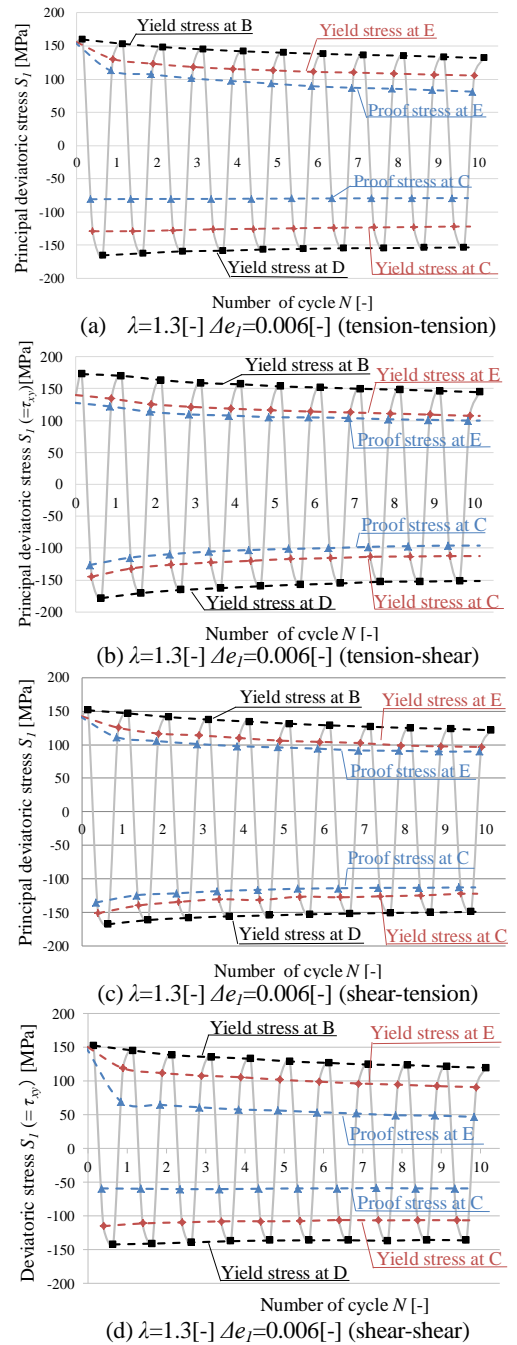 200
150
100
50
0
-50
-100
-150
-200
Principal deviatoric stress S1 [MPa]
Yield stress at B
Yield stress at E
Proof stress at E
0 1 2 3 4 5 6 7 8 9 10
Proof stress at C
Yield stress at D
Yield stress at C
Number of cycle N [-]
(a) λ=1.3[-] Δe1=0.006[-] (tension-tension)
200
150
100
50
0
-50
-100
-150
-200
Principal deviatoric stress S1 (=τxy)[MPa]
Yield stress at B
Yield stress at E
Proof stress at E
0 1 2 3 4 5 6 7 8 9 10
Proof stress at C
Yield stress at D
Yield stress at C
Number of cycle N [-]
(b) λ=1.3[-] Δe1=0.006[-] (tension-shear)
200
150
100
50
0
-50
-100
-150
-200
Principal deviatoric stress S1 [MPa]
Yield stress at B
Yield stress at E
Proof stress at E
0 1 2 3 4 5 6 7 8 9 10
Proof stress at C
Yield stress at D
Yield stress at C
Number of cycle N [-]
(c) λ=1.3[-] Δe1=0.006[-] (shear-tension)
200
150
100
50
0
-50
-100
-150
-200
Deviatoric stress S1 (= τxy) [MPa]
Yield stress at B
Yield stress at E
Proof stress at E
0 1 2 3 4 5 6 7 8 9 10
Proof stress at C
Yield stress at C
Yield stress at D
Number of cycle N [-]
(d) λ=1.3[-] Δe1=0.006[-] (shear-shear)